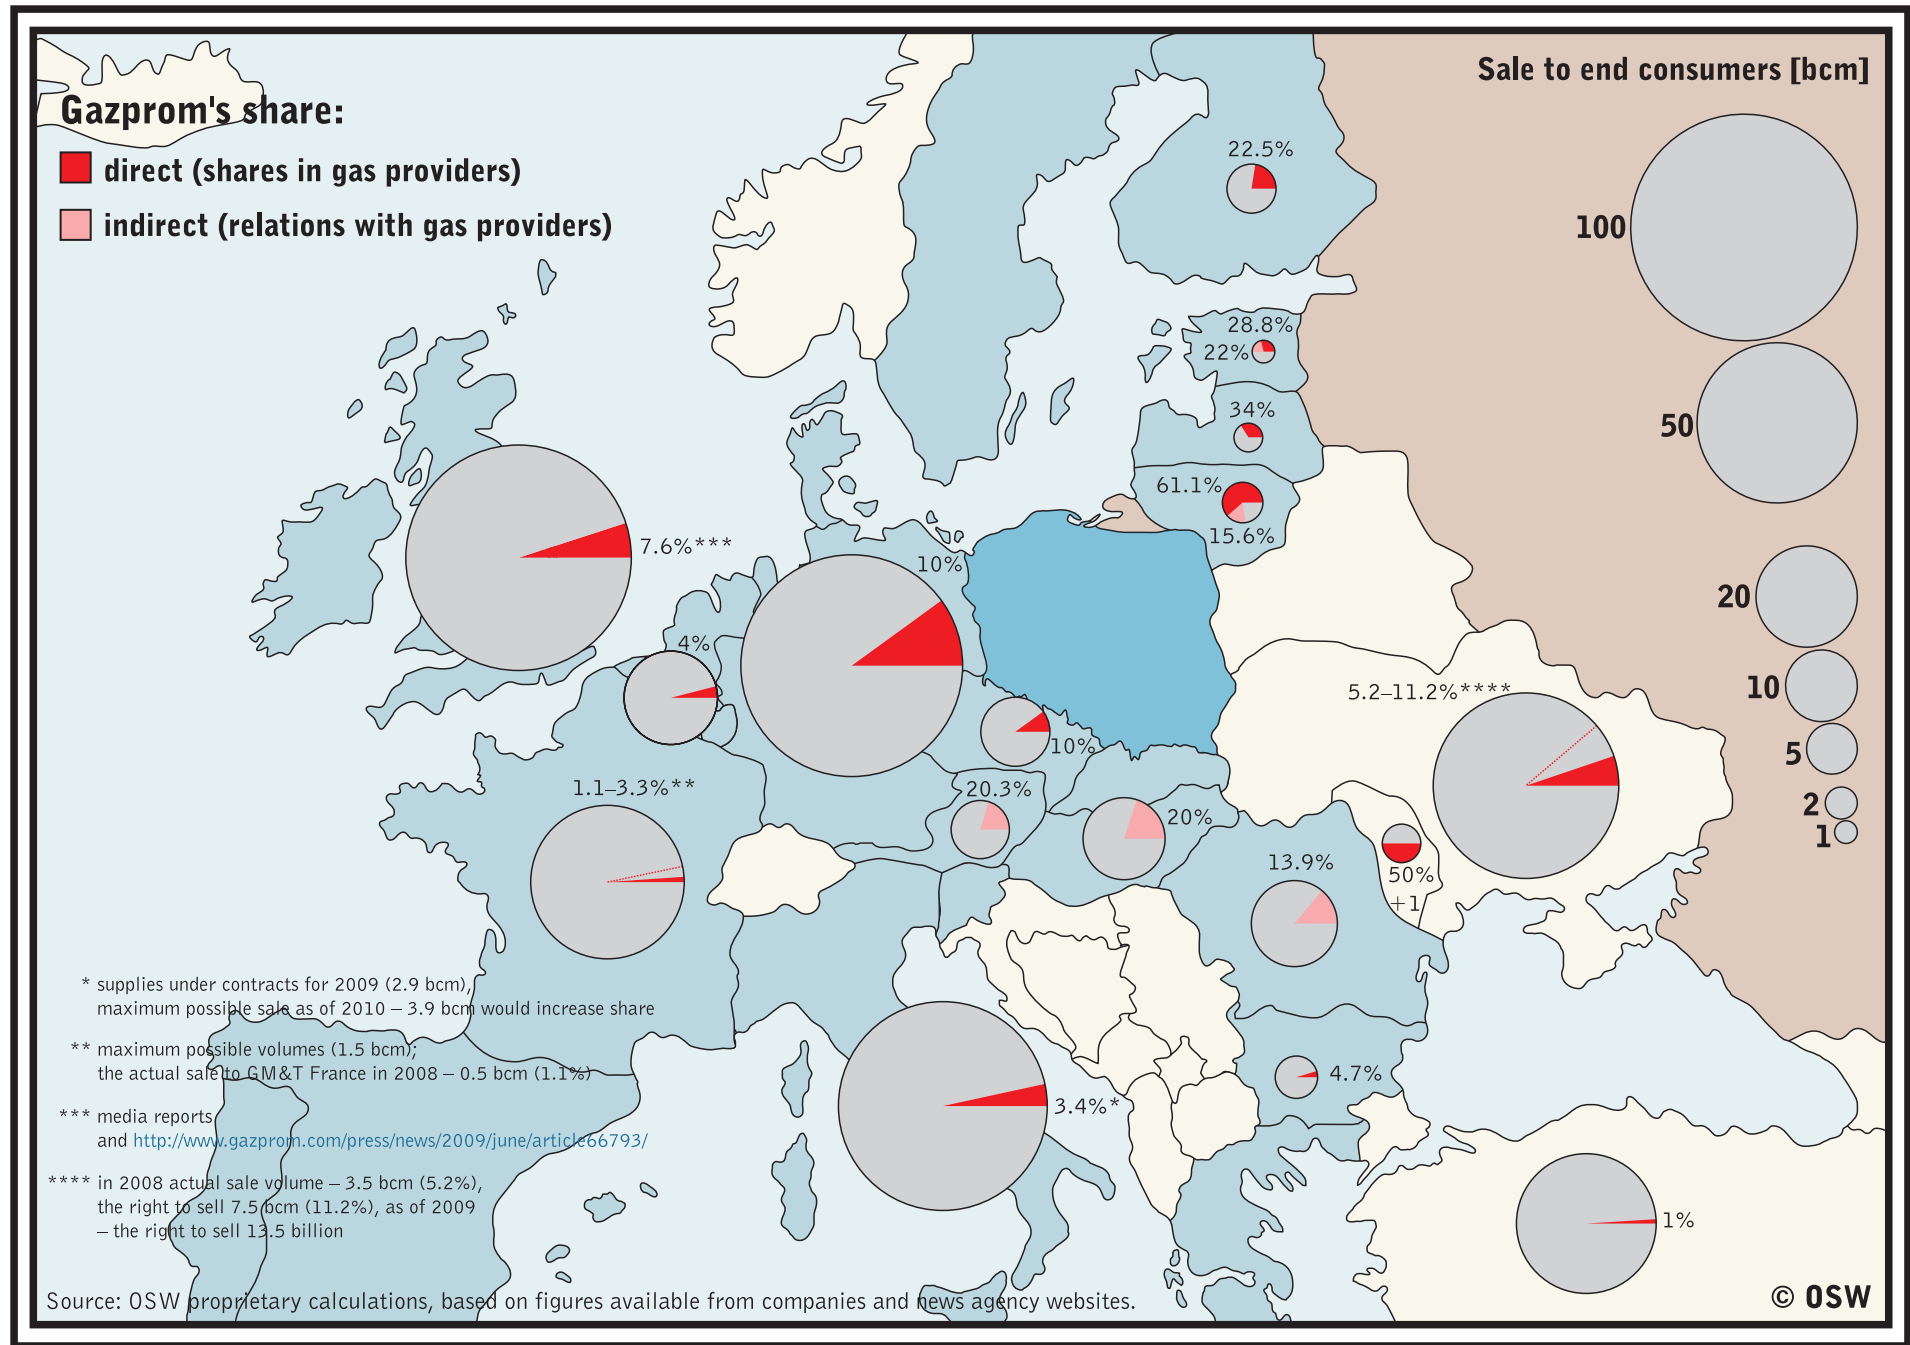 Gazprom's share:
direct (shares in gas providers)
indirect (relations with gas providers)
Sale to end consumers [bcm]
100
50
20
10
5
2
1
22.5%
28.8%
22%
34%
61.1%
15.6%
7.6%***
10%
4%
5.2–11.2%****
10%
1.1–3.3%**
20.3%
20%
13.9%
50%
+1
4.7%
3.4%*
1%
* supplies under contracts for 2009 (2.9 bcm),
maximum possible sale as of 2010 – 3.9 bcm would increase share
** maximum possible volumes (1.5 bcm);
the actual sale to GM&T France in 2008 – 0.5 bcm (1.1%)
*** media reports
and http://www.gazprom.com/press/news/2009/june/article66793/
**** in 2008 actual sale volume – 3.5 bcm (5.2%),
the right to sell 7.5 bcm (11.2%), as of 2009
– the right to sell 13.5 billion
Source: OSW proprietary calculations, based on figures available from companies and news agency websites.
© OSW